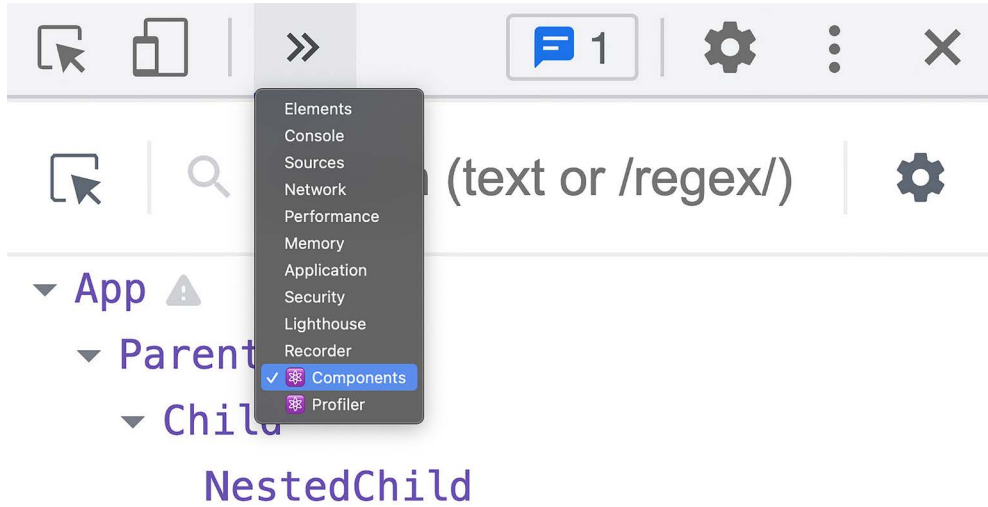 1
Elements
Console
Sources
Network
Performance
Memory
Application
Security
Lighthouse
Recorder
✓ Components
Profiler
(text or /regex/)
App
Parent
Child
NestedChild